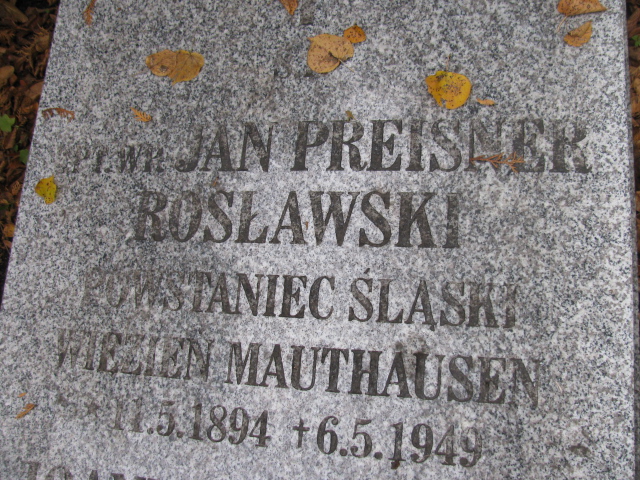 JAN PREISNER
ROSŁAWSKI
POWSTANIEC ŚLĄSKI
WIĘZIEŃ MAUTHAUSEN
* 11.5.1894 †6.5.1949